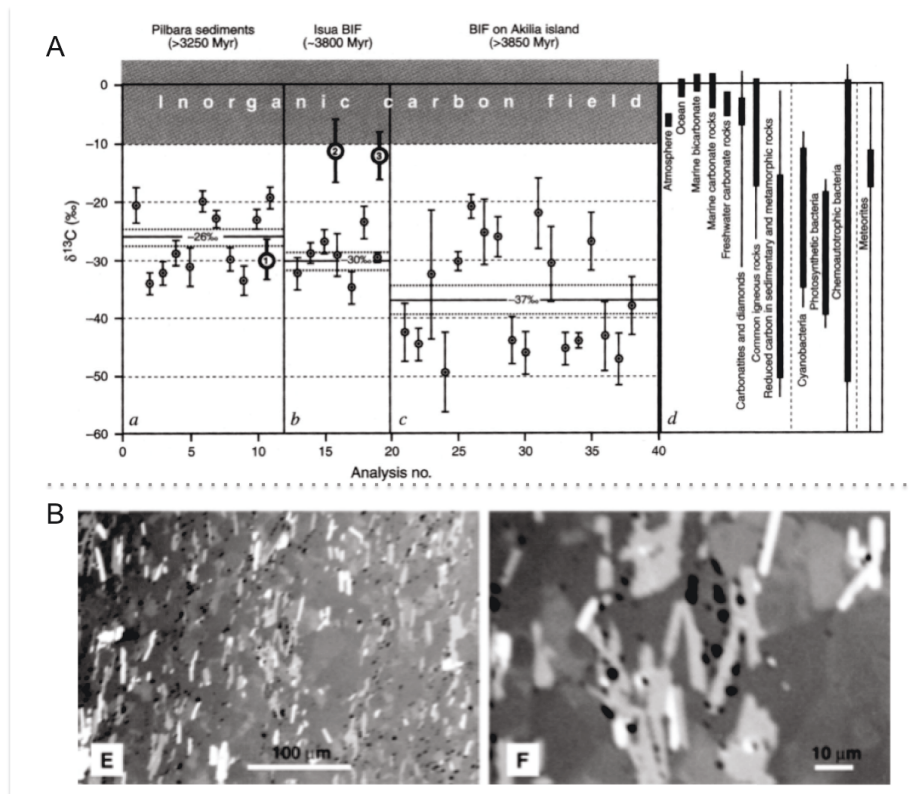 A
Pilbara sediments
(>3250 Myr)
Isua BIF
(~3800 Myr)
BIF on Akilia island
(>3850 Myr)
Inorganic carbon field
0
−10
−20
−30
−40
−50
−60
δ¹³C (‰)
−26‰
−30‰
−37‰
1
2
3
a
b
c
d
0
5
10
15
20
25
30
35
40
Analysis no.
Atmosphere
Ocean
Marine bicarbonate
Marine carbonate rocks
Freshwater carbonate rocks
Carbonatites and diamonds
Common igneous rocks
Reduced carbon in sedimentary and metamorphic rocks
Cyanobacteria
Photosynthetic bacteria
Chemoautotrophic bacteria
Meteorites
B
E
100 μm
F
10 μm